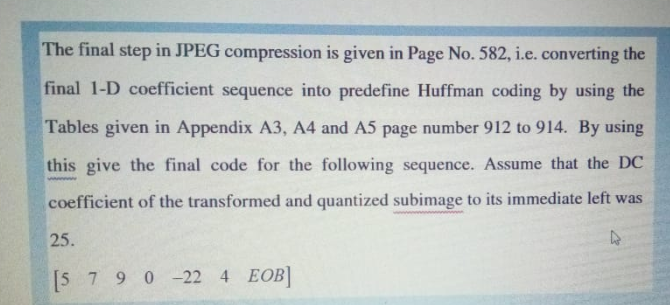 The final step in JPEG compression is given in Page No. 582, i.e. converting the
final 1-D coefficient sequence into predefine Huffman coding by using the
Tables given in Appendix A3, A4 and A5 page number 912 to 914. By using
this give the final code for the following sequence. Assume that the DC
coefficient of the transformed and quantized subimage to its immediate left was
25.
[5 7 9 0 -22 4 EOB]